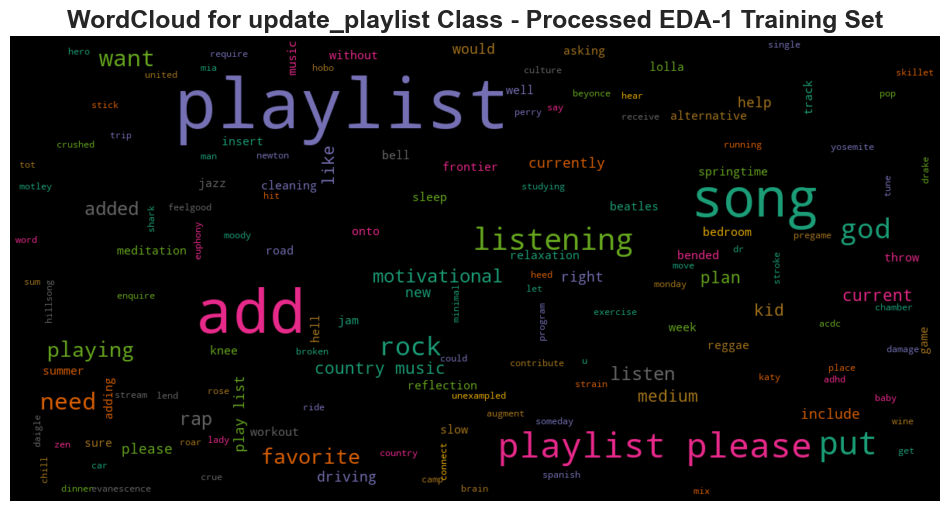 WordCloud for update_playlist Class - Processed EDA-1 Training Set
hero
want
united
require
mia
hobo
music
without
well
would
asking
culture
single
lolla
skillet
playlist
stick
trip
crushed
insert
man
newton
like
bell
perry
say
beyonce
hear
receive
help
alternative
track
pop
running
yosemite
tot
motley
jazz
cleaning
hit
frontier
currently
studying
sleep
springtime
song
tune
drake
added
shark
feelgood
euphony
moody
road
onto
beatles
bedroom
dr
pregame
god
word
meditation
listening
relaxation
bended
move
stroke
throw
sum
hillsong
enquire
motivational
new
minimal
heed
let
right
plan
monday
current
chamber
add
hell
jam
program
exercise
week
kid
acdc
damage
game
playing
knee
broken
rock
could
contribute
u
reggae
summer
adding
stream
lend
rose
play list
country music
reflection
unexampled
strain
listen
medium
katy
place
adhd
baby
need
rap
ride
augment
someday
include
wine
daigle
zen
sure
please
roar
lady
workout
slow
connect
playlist please
put
get
chill
car
favorite
country
camp
spanish
dinner
evanescence
crue
driving
brain
mix